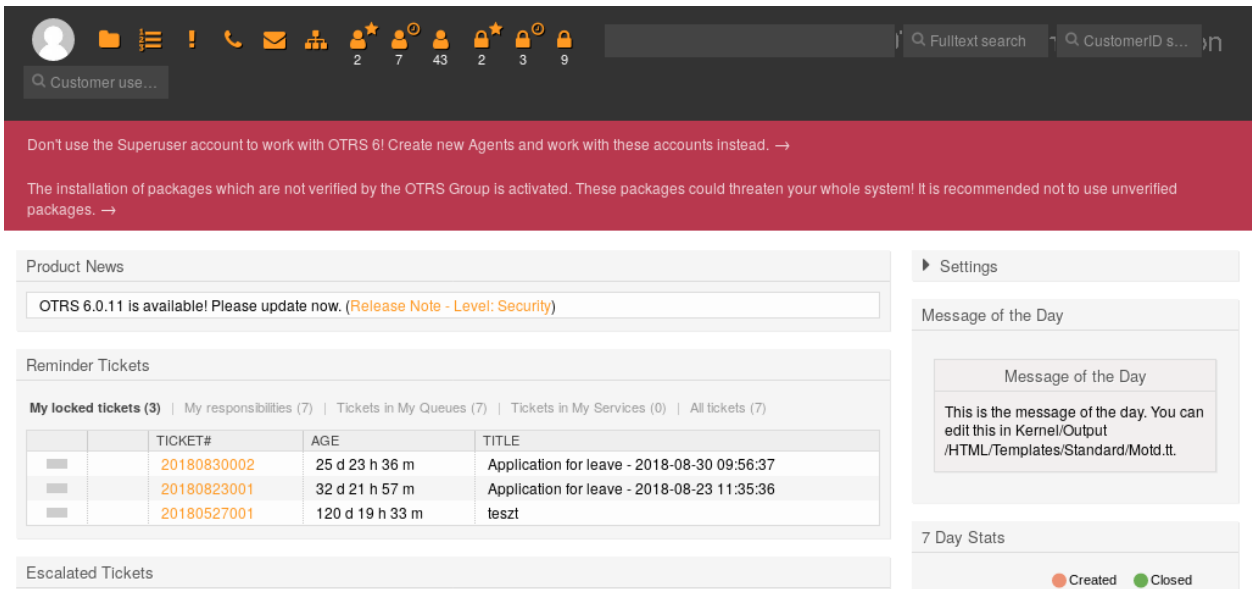 2 7 43 2 3 9
Fulltext search
CustomerID s...
on
Customer use...
Don't use the Superuser account to work with OTRS 6! Create new Agents and work with these accounts instead. →
The installation of packages which are not verified by the OTRS Group is activated. These packages could threaten your whole system! It is recommended not to use unverified
packages. →
Product News
OTRS 6.0.11 is available! Please update now. (Release Note - Level: Security)
Reminder Tickets
My locked tickets (3) | My responsibilities (7) | Tickets in My Queues (7) | Tickets in My Services (0) | All tickets (7)
TICKET# AGE TITLE
20180830002 25 d 23 h 36 m Application for leave - 2018-08-30 09:56:37
20180823001 32 d 21 h 57 m Application for leave - 2018-08-23 11:35:36
20180527001 120 d 19 h 33 m teszt
Escalated Tickets
Settings
Message of the Day
Message of the Day
This is the message of the day. You can
edit this in Kernel/Output
/HTML/Templates/Standard/Motd.tt.
7 Day Stats
Created Closed